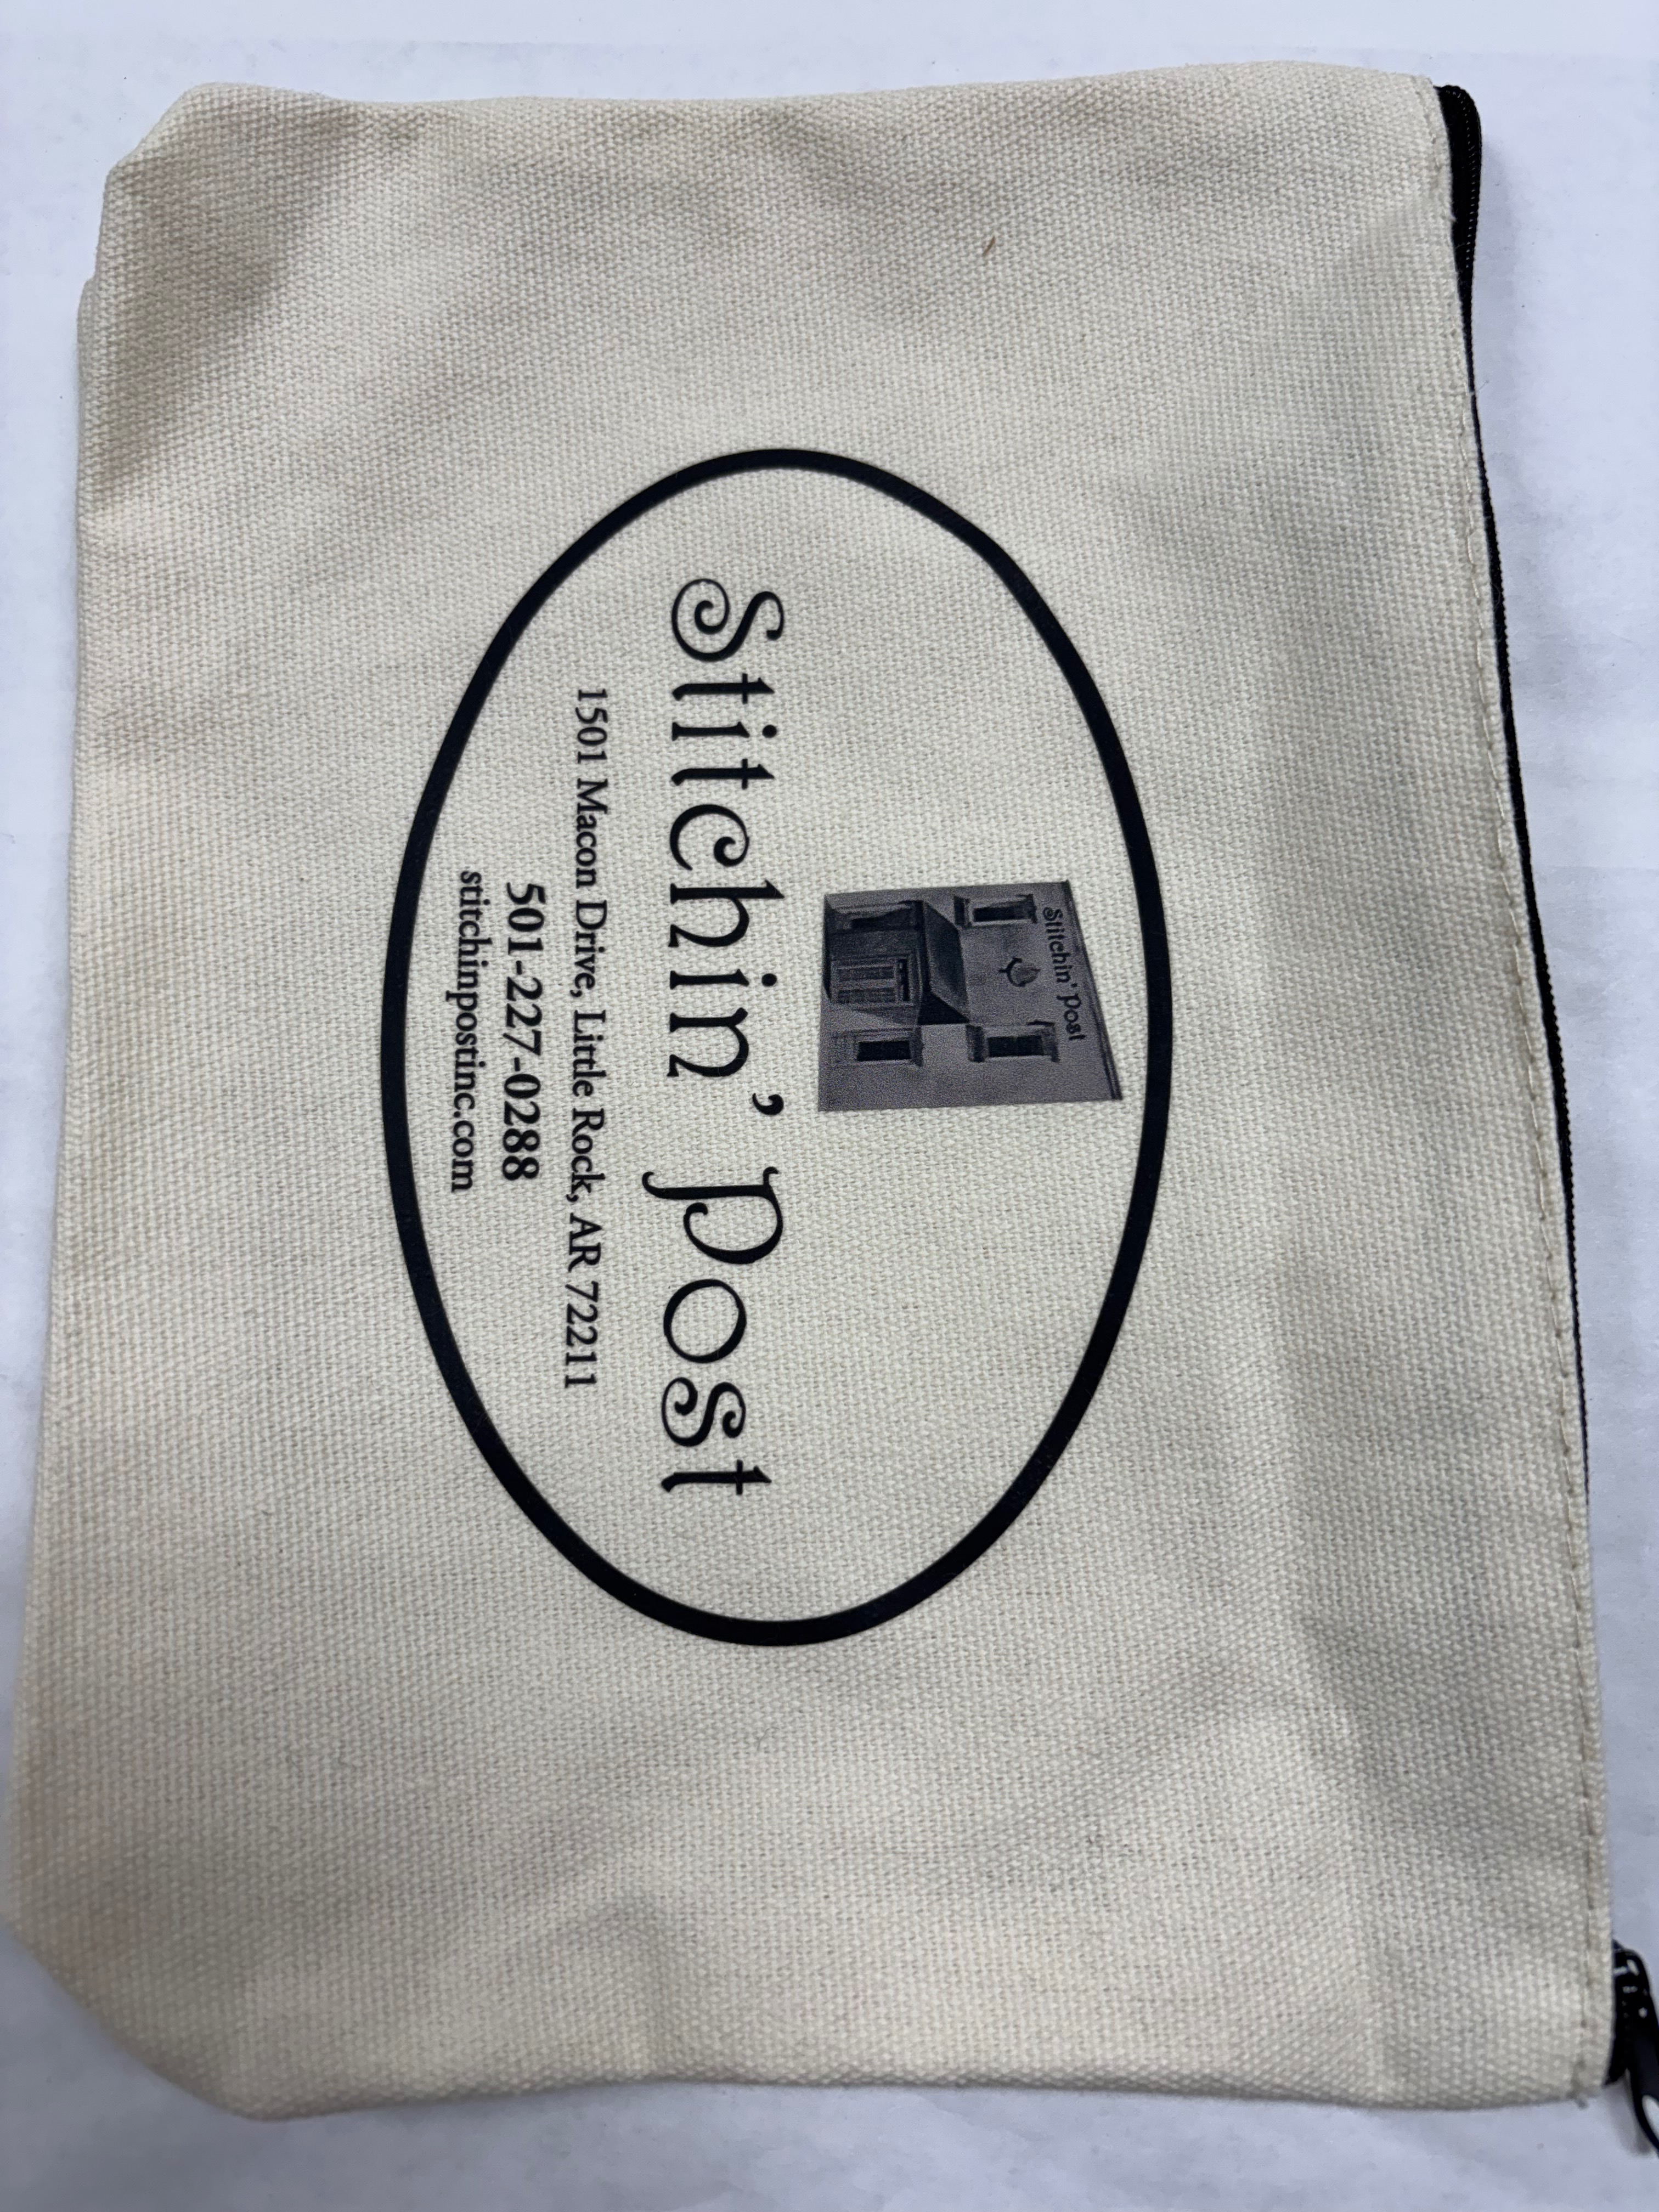 Stitchin' Post
Stitchin' Post
1501 Macon Drive, Little Rock, AR 72211
501-227-0288
stitchinpostinc.com